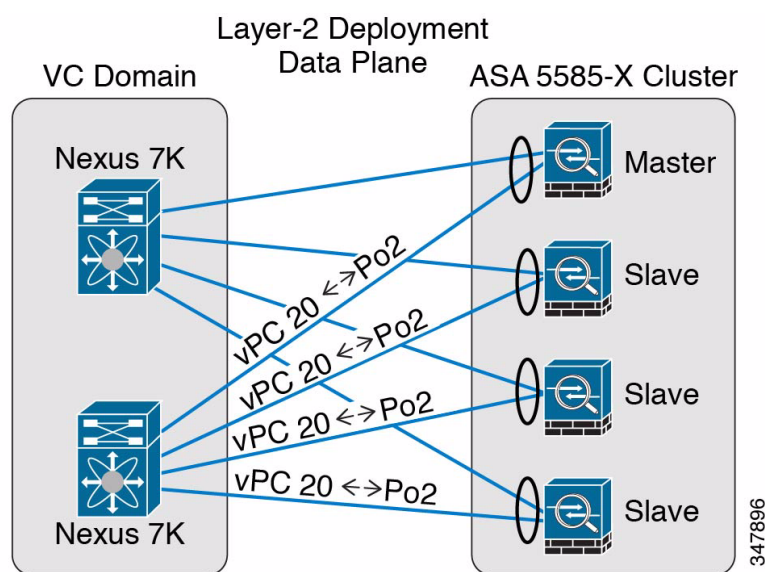 Layer-2 Deployment
Data Plane
VC Domain
ASA 5585-X Cluster
Nexus 7K
Master
Slave
vPC 20 <->Po2
vPC 20 <->Po2
Slave
vPC 20 <->Po2
vPC 20 <->Po2
Slave
Nexus 7K
347896